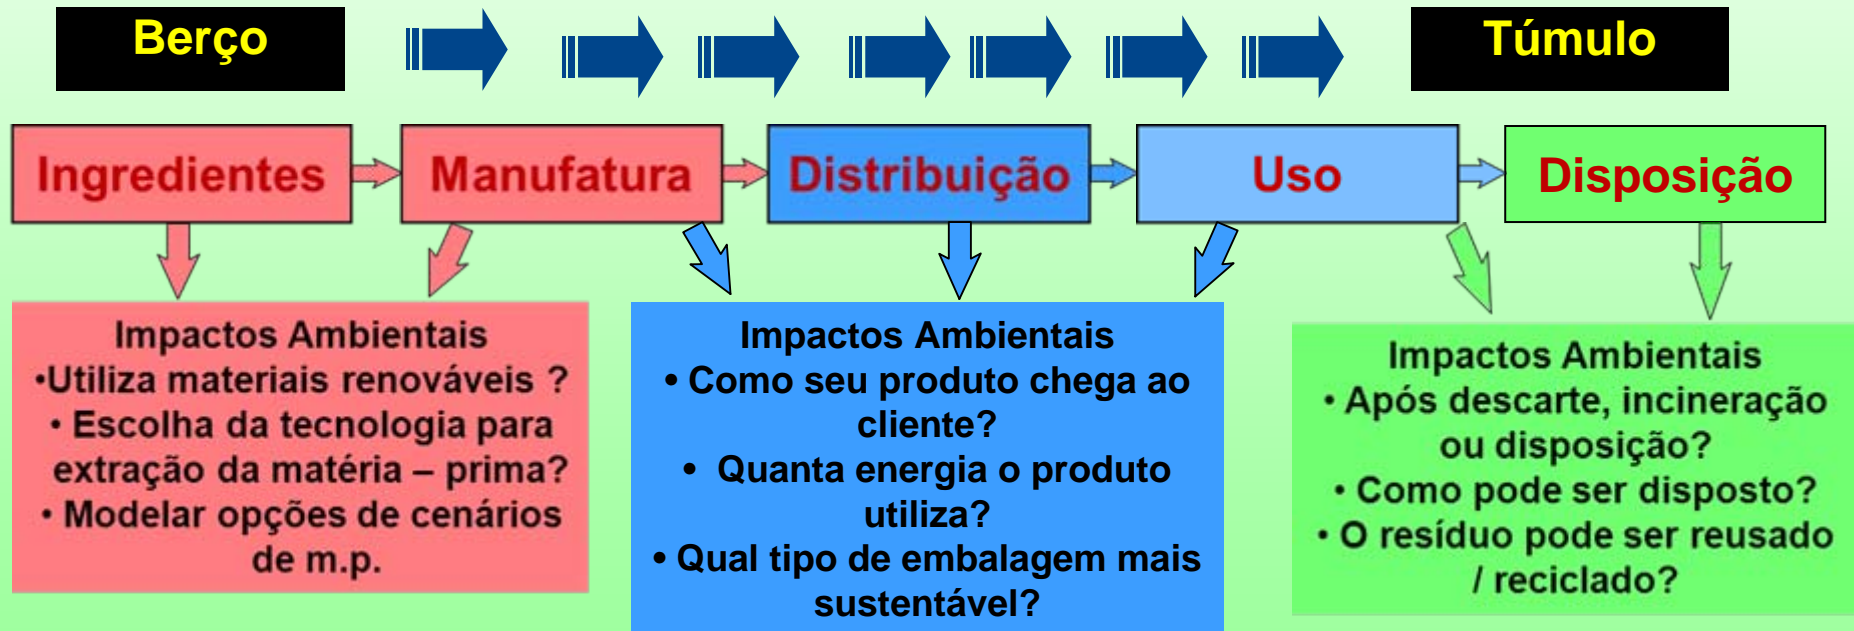 Berço
Túmulo
Ingredientes
Manufatura
Distribuição
Uso
Disposição
Impactos Ambientais
•Utiliza materiais renováveis ?
• Escolha da tecnologia para
extração da matéria – prima?
• Modelar opções de cenários
de m.p.
Impactos Ambientais
• Como seu produto chega ao
cliente?
• Quanta energia o produto
utiliza?
• Qual tipo de embalagem mais
sustentável?
Impactos Ambientais
• Após descarte, incineração
ou disposição?
• Como pode ser disposto?
• O resíduo pode ser reusado
/ reciclado?